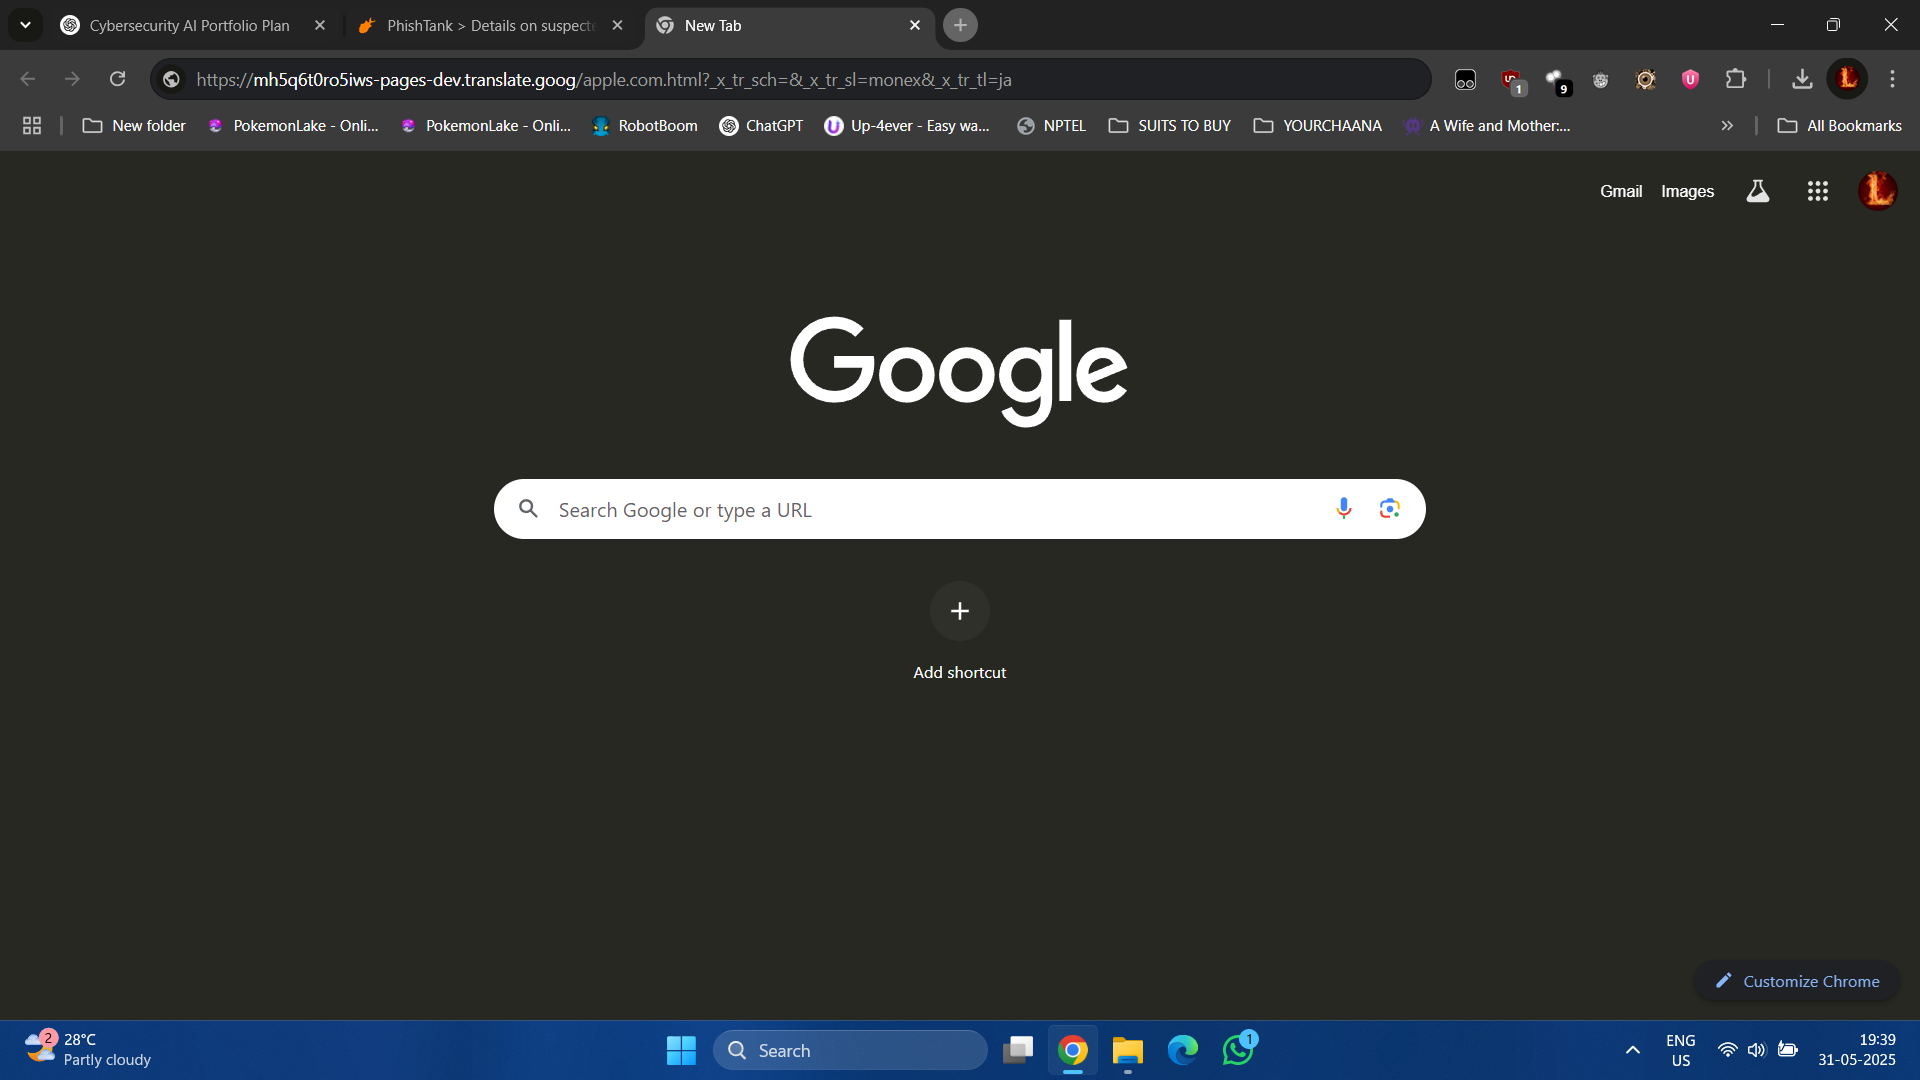 Cybersecurity AI Portfolio Plan
PhishTank > Details on suspecte
New Tab
https://mh5q6t0ro5iws-pages-dev.translate.goog/apple.com.html?_x_tr_sch=&_x_tr_sl=monex&_x_tr_tl=ja
1
9
U
New folder
PokemonLake - Onli...
PokemonLake - Onli...
RobotBoom
ChatGPT
Up-4ever - Easy wa...
NPTEL
SUITS TO BUY
YOURCHAANA
A Wife and Mother:...
»
All Bookmarks
Gmail
Images
L
Google
Search Google or type a URL
Add shortcut
Customize Chrome
2
28°C
Partly cloudy
Search
1
ENG
US
19:39
31-05-2025